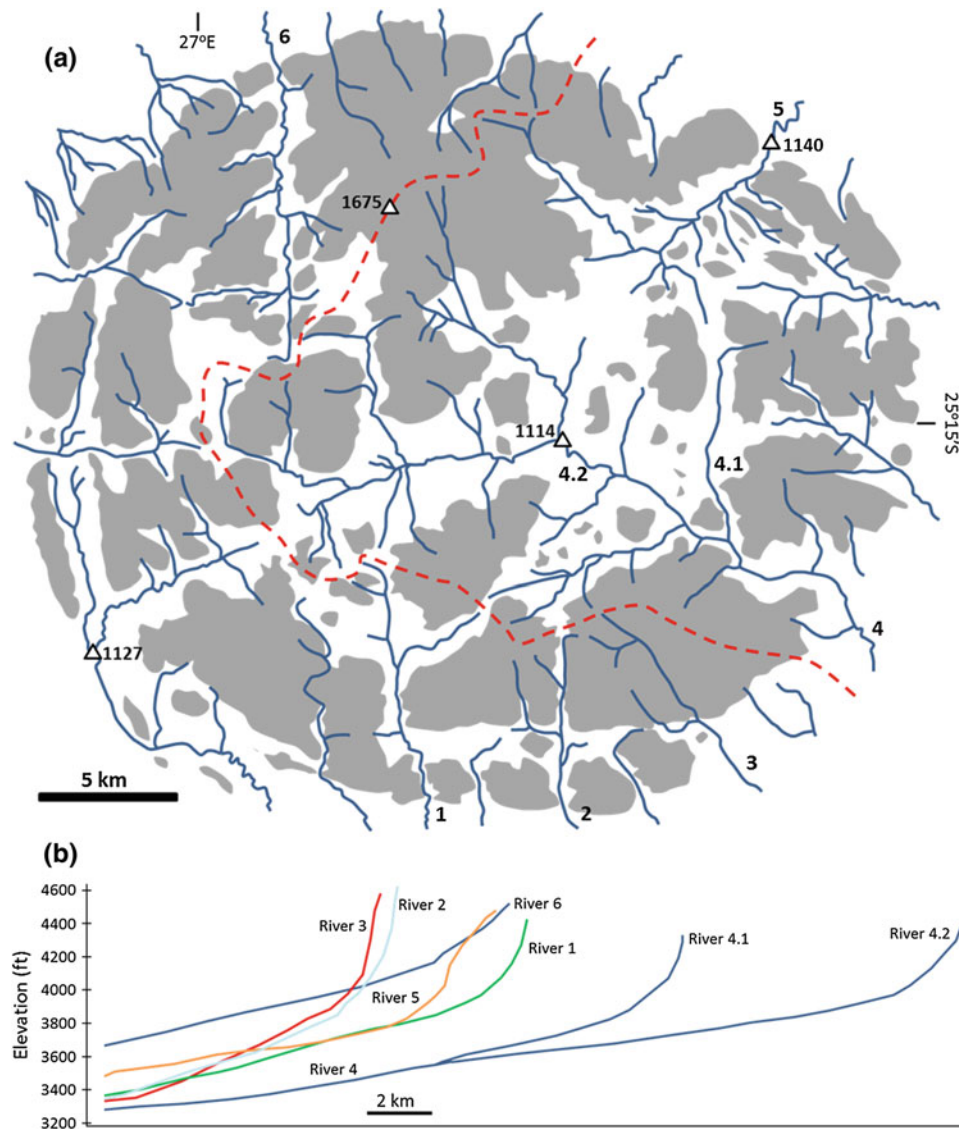 (a)
27°E
6
5
1140
1675
25°15'S
1114
4.2
4.1
1127
4
3
5 km
1
2
(b)
Elevation (ft)
4600
4400
4200
4000
3800
3600
3400
3200
River 3
River 2
River 6
River 1
River 5
River 4
River 4.1
River 4.2
2 km